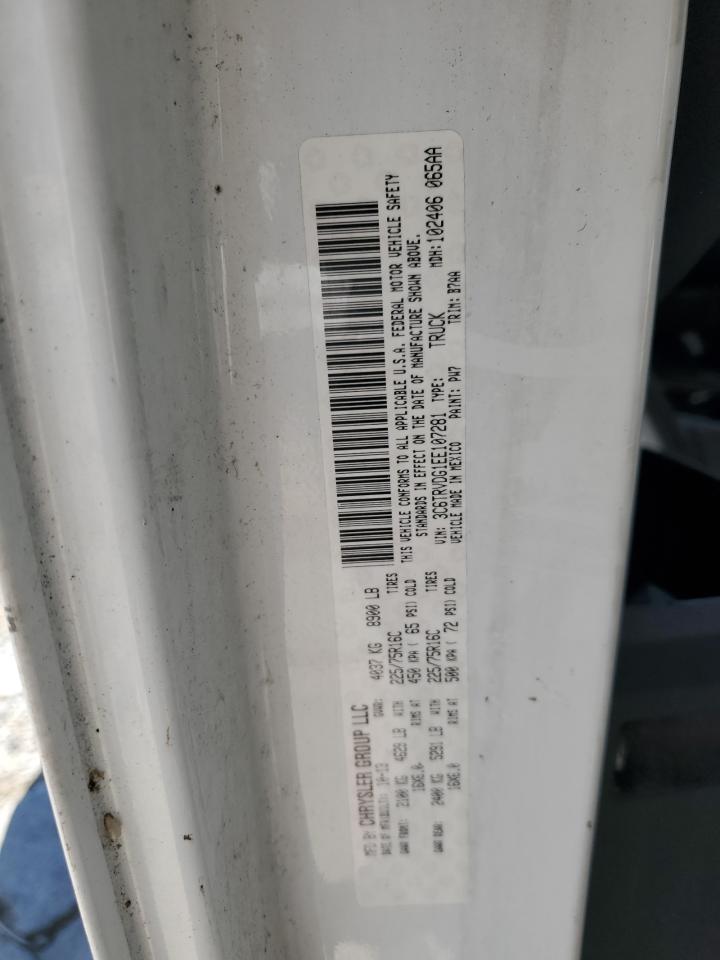 MFD BY: CHRYSLER GROUP LLC
DATE OF MFR: 10-13 GVWR: 4037 KG 8900 LB
GAWR FRONT: 2100 KG 4629 LB WITH 225/75R16C TIRES
16X6.0 RIMS AT 450 KPA ( 65 PSI) COLD
GAWR REAR: 2400 KG 5291 LB WITH 225/75R16C TIRES
16X6.0 RIMS AT 500 KPA ( 72 PSI) COLD
THIS VEHICLE CONFORMS TO ALL APPLICABLE U.S.A. FEDERAL MOTOR VEHICLE SAFETY
STANDARDS IN EFFECT ON THE DATE OF MANUFACTURE SHOWN ABOVE.
VIN: 3C6TRVDG1EE107281 TYPE: TRUCK MDH:102406 065AA
VEHICLE MADE IN MEXICO PAINT: PW7 TRIM: B7AA